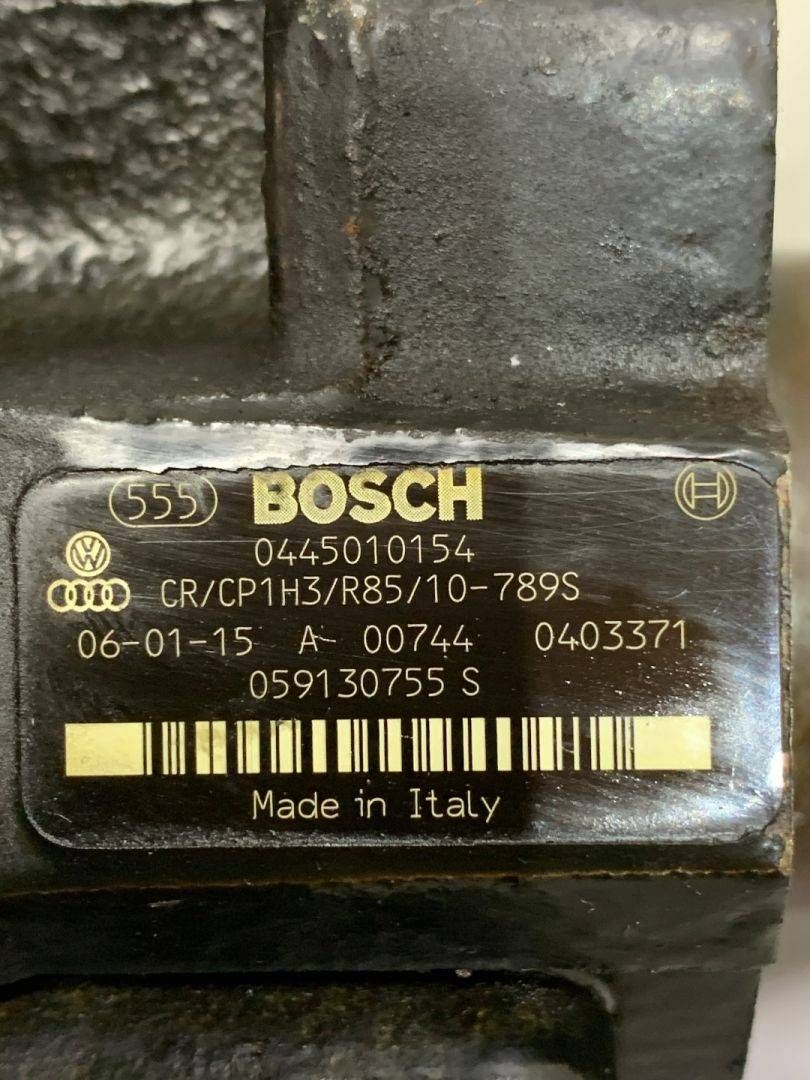 555 BOSCH
0445010154
CR/CP1H3/R85/10-789S
06-01-15 A- 00744 0403371
059130755 S
Made in Italy